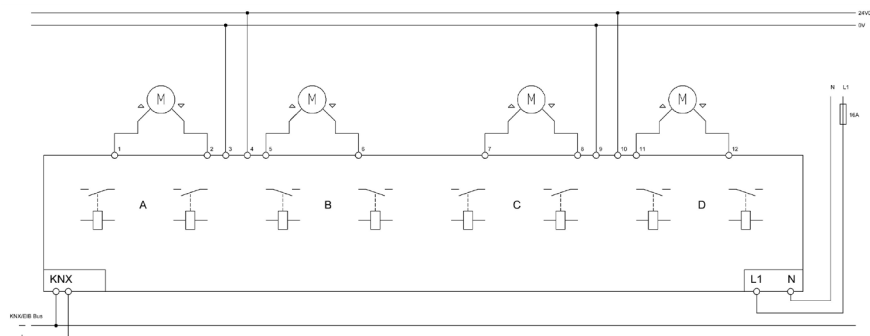 24VD
0V
M M M M
N L1
16A
1 2 3 4 5 6 7 8 9 10 11 12
A B C D
KNX L1 N
KNX/EIB Bus